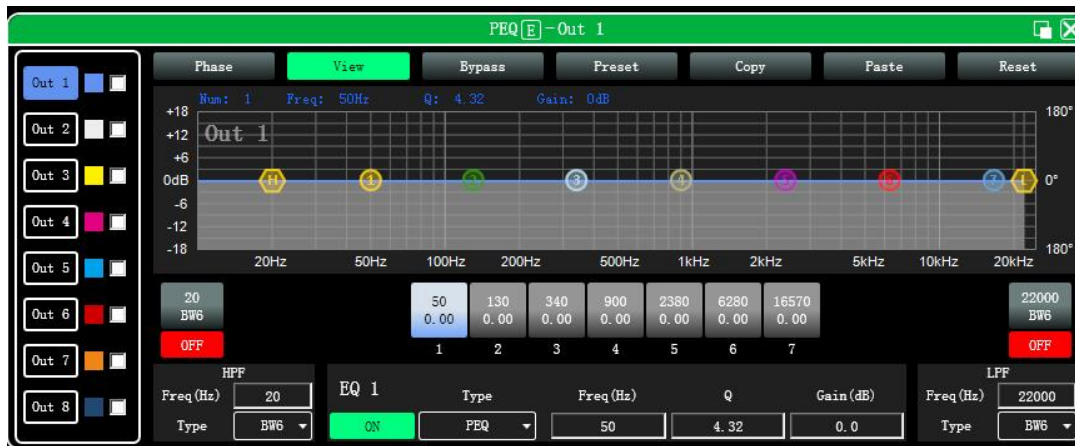 PEQ E -Out 1
Out 1
Out 2
Out 3
Out 4
Out 5
Out 6
Out 7
Out 8
Phase View Bypass Preset Copy Paste Reset
Num: 1 Freq: 50Hz Q: 4.32 Gain: 0dB
Out 1
+18 180°
+12
+6
0dB H 1 2 3 4 5 6 7 L 0°
-6
-12
-18 180°
20Hz 50Hz 100Hz 200Hz 500Hz 1kHz 2kHz 5kHz 10kHz 20kHz
20
BW6
OFF
50 130 340 900 2380 6280 16570
0.00 0.00 0.00 0.00 0.00 0.00 0.00
1 2 3 4 5 6 7
22000
BW6
OFF
HPF
Freq(Hz) 20
Type BW6
EQ 1 Type Freq(Hz) Q Gain(dB)
ON PEQ 50 4.32 0.0
LPF
Freq(Hz) 22000
Type BW6